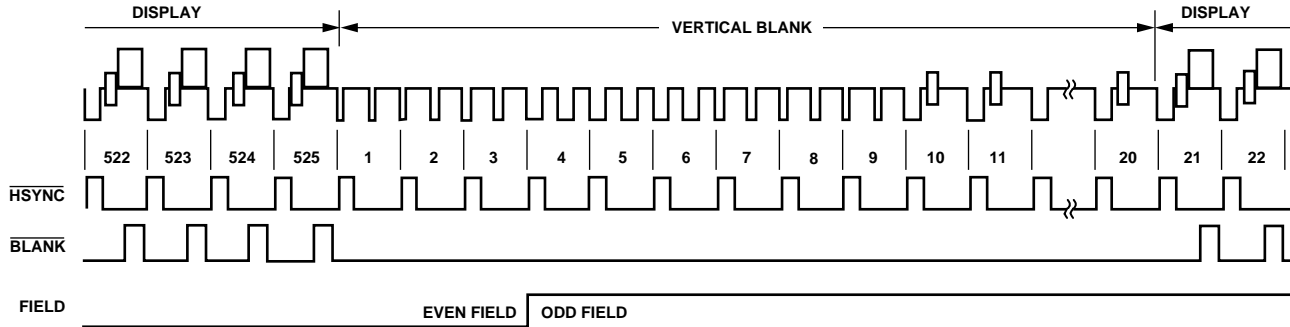 DISPLAY VERTICAL BLANK DISPLAY
522 523 524 525 1 2 3 4 5 6 7 8 9 10 11 20 21 22
HSYNC
BLANK
FIELD EVEN FIELD ODD FIELD